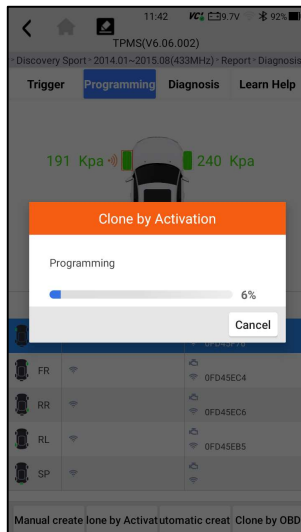 11:42 VC 9.7V 92%
TPMS(V6.06.002)
Discovery Sport 2014.01~2015.08(433MHz) Report Diagnosis
Trigger Programming Diagnosis Learn Help
191 Kpa 240 Kpa
Clone by Activation
Programming
6%
Cancel
FR 0FD45EC4
RR 0FD45EC6
RL 0FD45EB5
SP
Manual create lone by Activat utomatic creat Clone by OBD